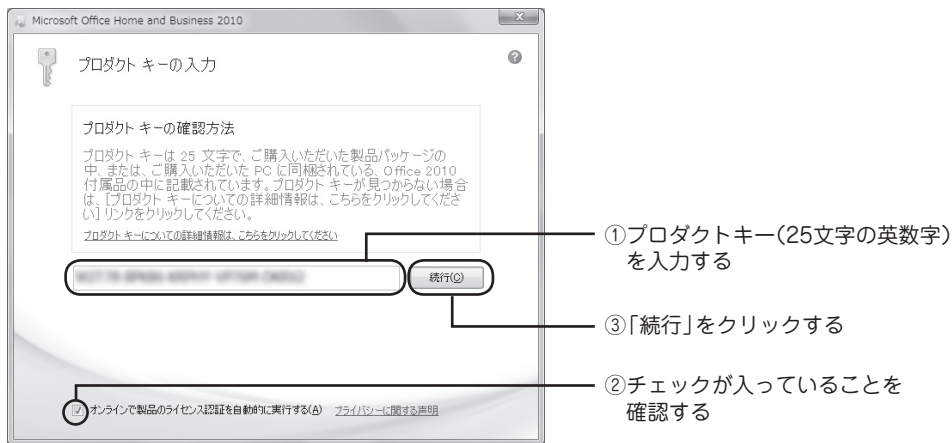 Microsoft Office Home and Business 2010
プロダクト キーの入力
プロダクト キーの確認方法
プロダクト キーは 25 文字で、ご購入いただいた製品パッケージの
中、または、ご購入いただいた PC に同梱されている、Office 2010
付属品の中に記載されています。プロダクト キーが見つからない場合
は、[プロダクト キーについての詳細情報は、こちらをクリックしてくださ
い] リンクをクリックしてください。
プロダクト キーについての詳細情報は、こちらをクリックしてください
続行(C)
オンラインで製品のライセンス認証を自動的に実行する(A) プライバシーに関する声明
①プロダクトキー(25文字の英数字)
を入力する
③「続行」をクリックする
②チェックが入っていることを
確認する